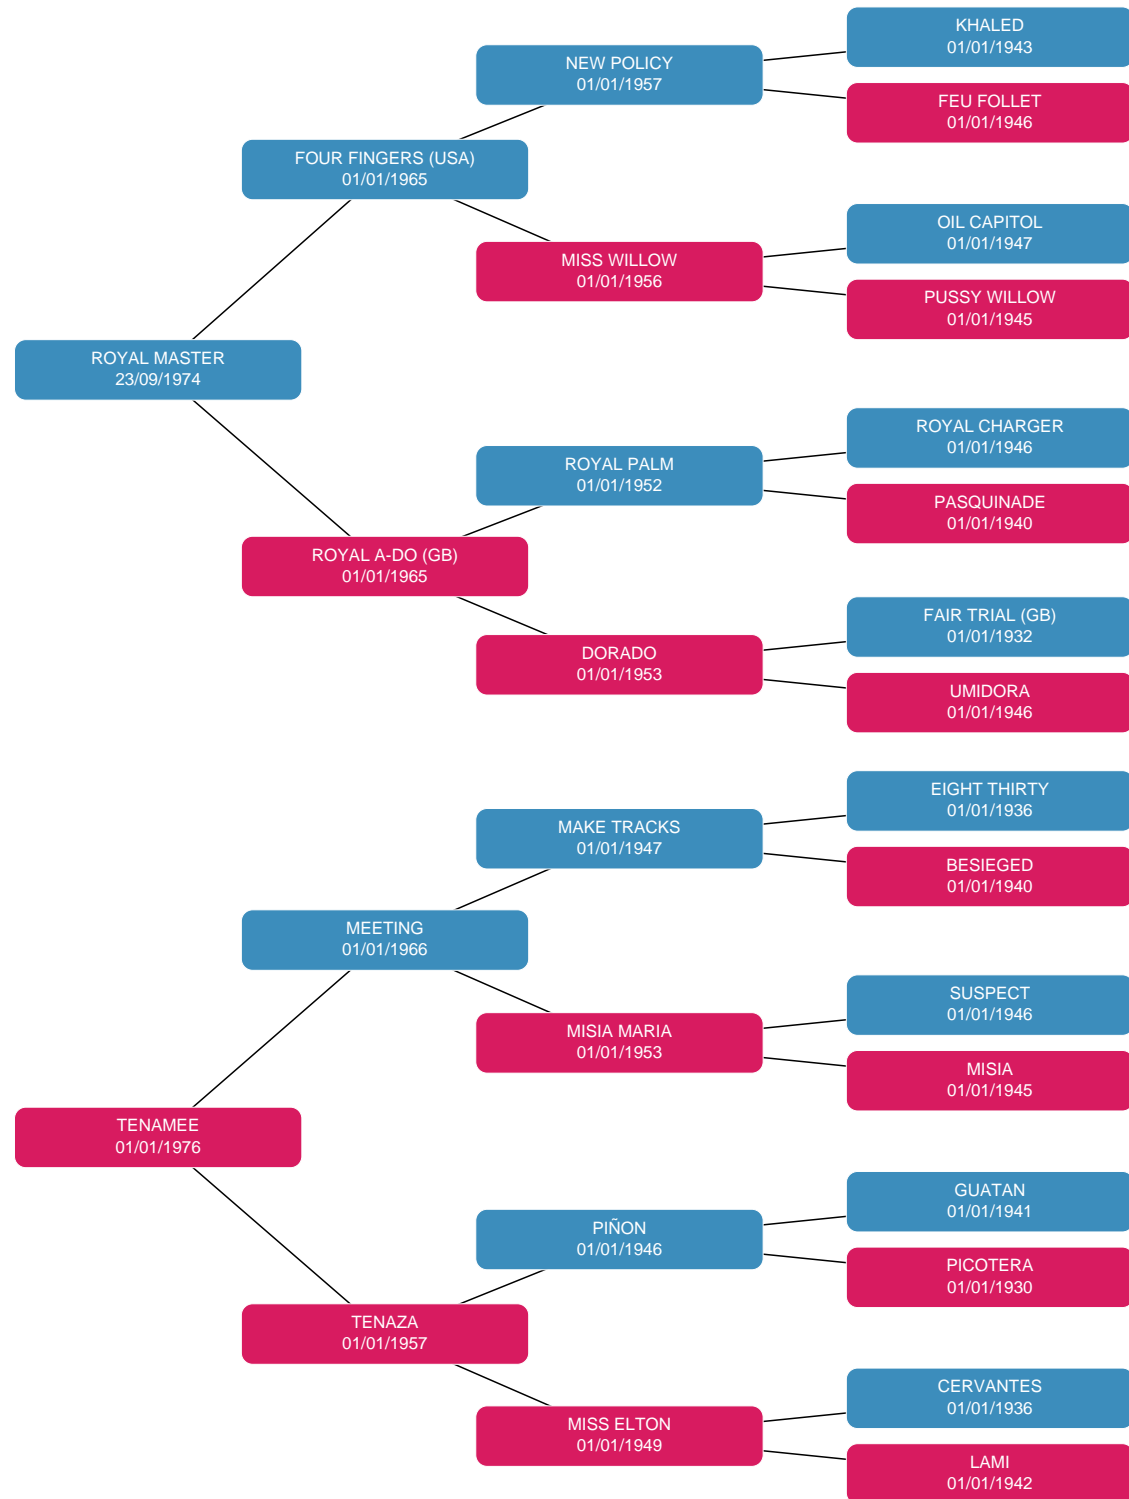 KHALED
01/01/1943
NEW POLICY
01/01/1957
FEU FOLLET
01/01/1946
FOUR FINGERS (USA)
01/01/1965
OIL CAPITOL
01/01/1947
MISS WILLOW
01/01/1956
PUSSY WILLOW
01/01/1945
ROYAL MASTER
23/09/1974
ROYAL CHARGER
01/01/1946
ROYAL PALM
01/01/1952
PASQUINADE
01/01/1940
ROYAL A-DO (GB)
01/01/1965
FAIR TRIAL (GB)
01/01/1932
DORADO
01/01/1953
UMIDORA
01/01/1946
EIGHT THIRTY
01/01/1936
MAKE TRACKS
01/01/1947
BESIEGED
01/01/1940
MEETING
01/01/1966
SUSPECT
01/01/1946
MISIA MARIA
01/01/1953
MISIA
01/01/1945
TENAMEE
01/01/1976
GUATAN
01/01/1941
PIÑON
01/01/1946
PICOTERA
01/01/1930
TENAZA
01/01/1957
CERVANTES
01/01/1936
MISS ELTON
01/01/1949
LAMI
01/01/1942